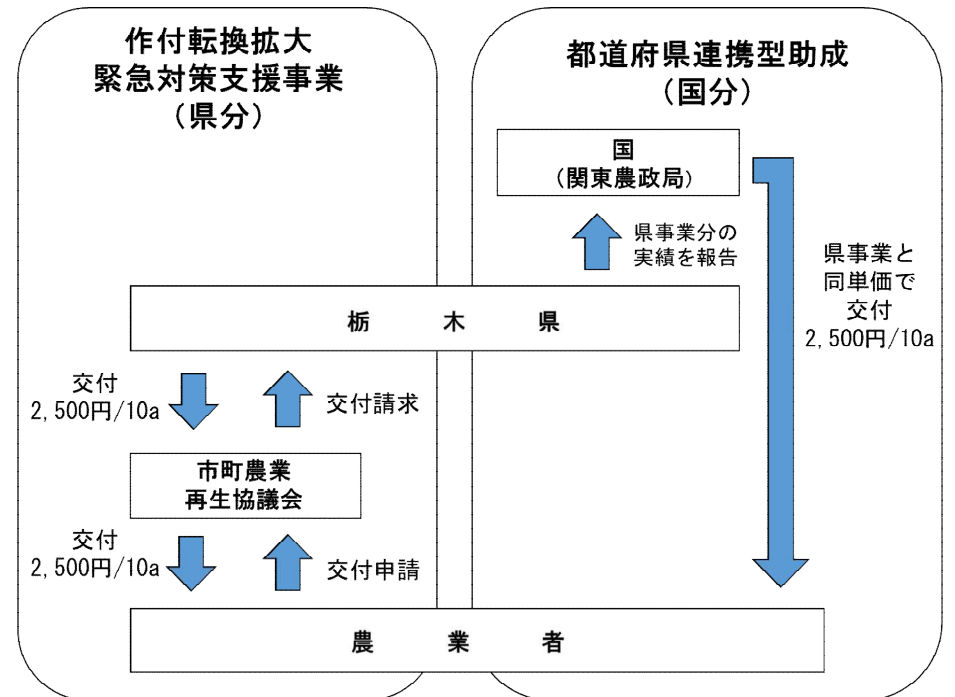 作付転換拡大
緊急対策支援事業
（県分）
都道府県連携型助成
（国分）
国
（関東農政局）
県事業分の
実績を報告
県事業と
同単価で
交付
2,500円/10a
栃　木　県
交付
2,500円/10a
交付請求
市町農業
再生協議会
交付
2,500円/10a
交付申請
農　業　者